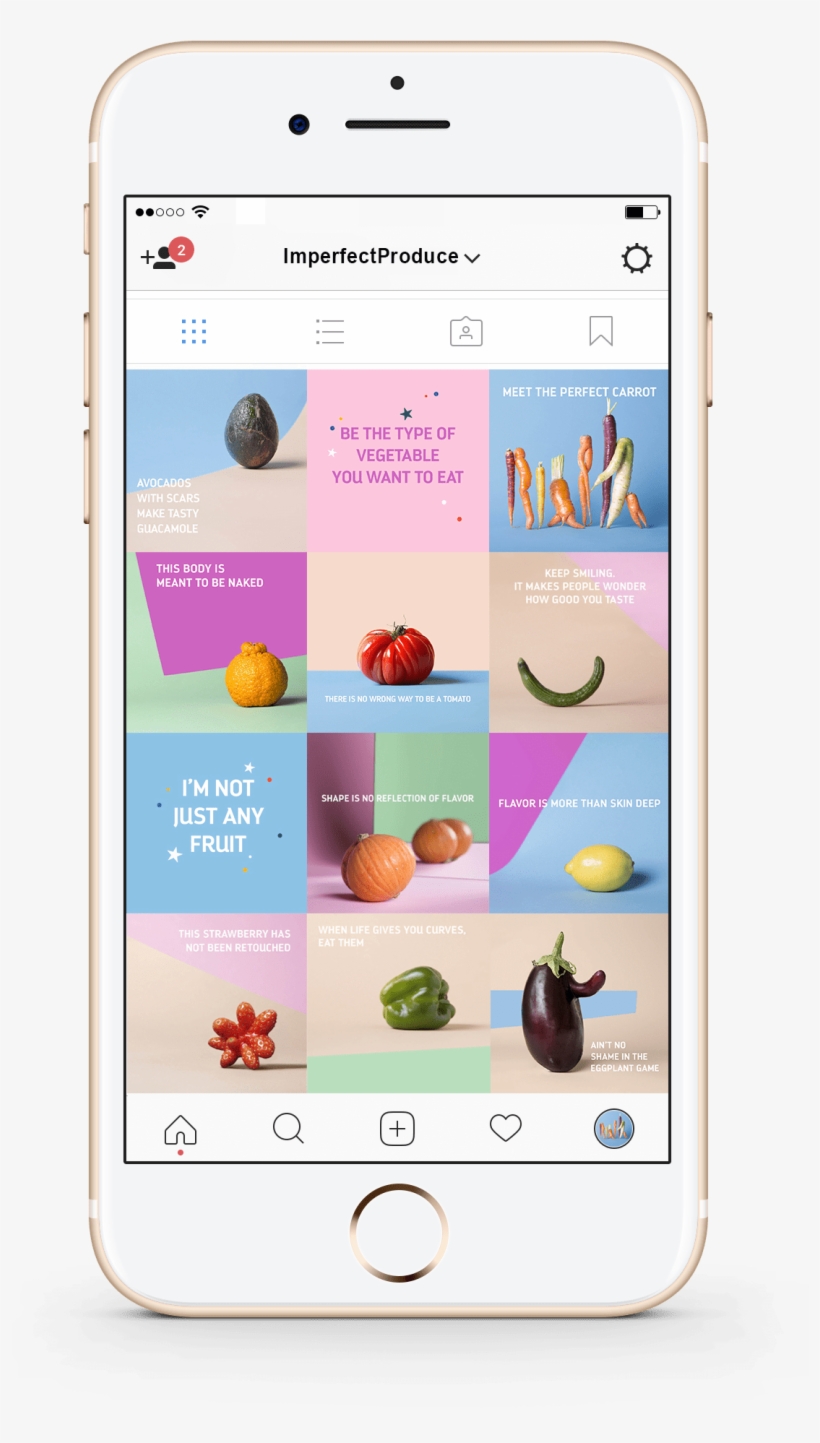 2
ImperfectProduce
AVOCADOS
WITH SCARS
MAKE TASTY
GUACAMOLE
BE THE TYPE OF
VEGETABLE
YOU WANT TO EAT
MEET THE PERFECT CARROT
THIS BODY IS
MEANT TO BE NAKED
THERE IS NO WRONG WAY TO BE A TOMATO
KEEP SMILING.
IT MAKES PEOPLE WONDER
HOW GOOD YOU TASTE
I'M NOT
JUST ANY
FRUIT.
SHAPE IS NO REFLECTION OF FLAVOR
FLAVOR IS MORE THAN SKIN DEEP
THIS STRAWBERRY HAS
NOT BEEN RETOUCHED
WHEN LIFE GIVES YOU CURVES,
EAT THEM
AIN'T NO
SHAME IN THE
EGGPLANT GAME